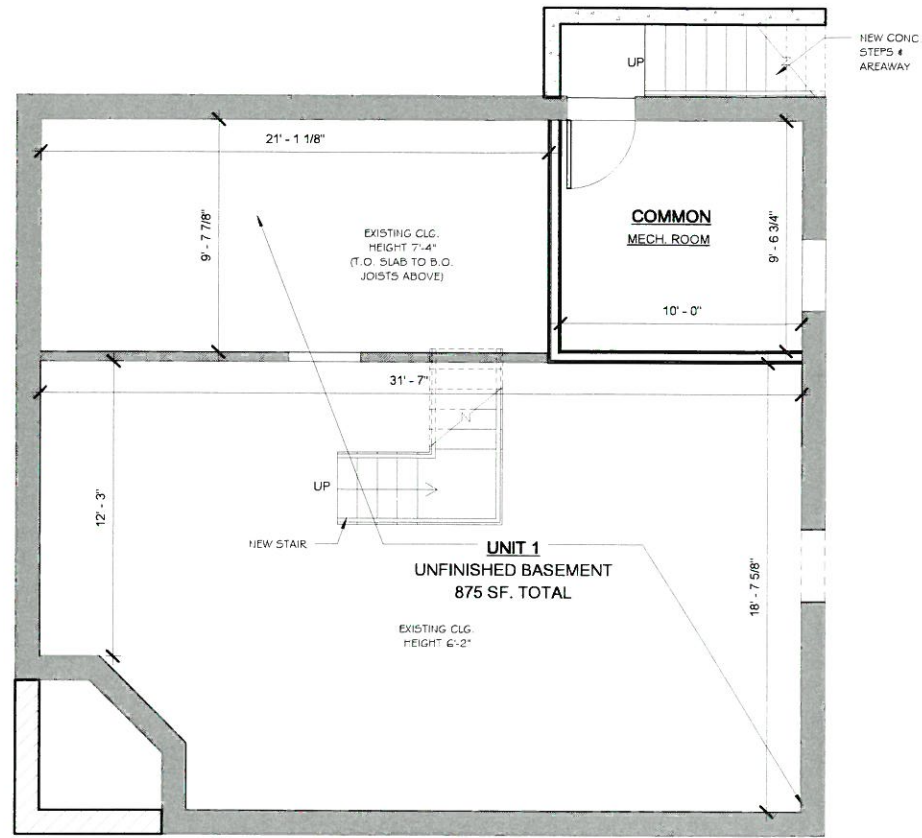 NEW CONC
STEPS &
AREAWAY
UP
21' - 1 1/8"
9' - 7 7/8"
EXISTING CLG.
HEIGHT 7'-4"
(T.O. SLAB TO B.O.
JOISTS ABOVE)
COMMON
MECH. ROOM
9' - 6 3/4"
10' - 0"
31' - 7"
12' - 3"
UP
NEW STAIR
UNIT 1
UNFINISHED BASEMENT
875 SF. TOTAL
18' - 7 5/8"
EXISTING CLG.
HEIGHT 6'-2"